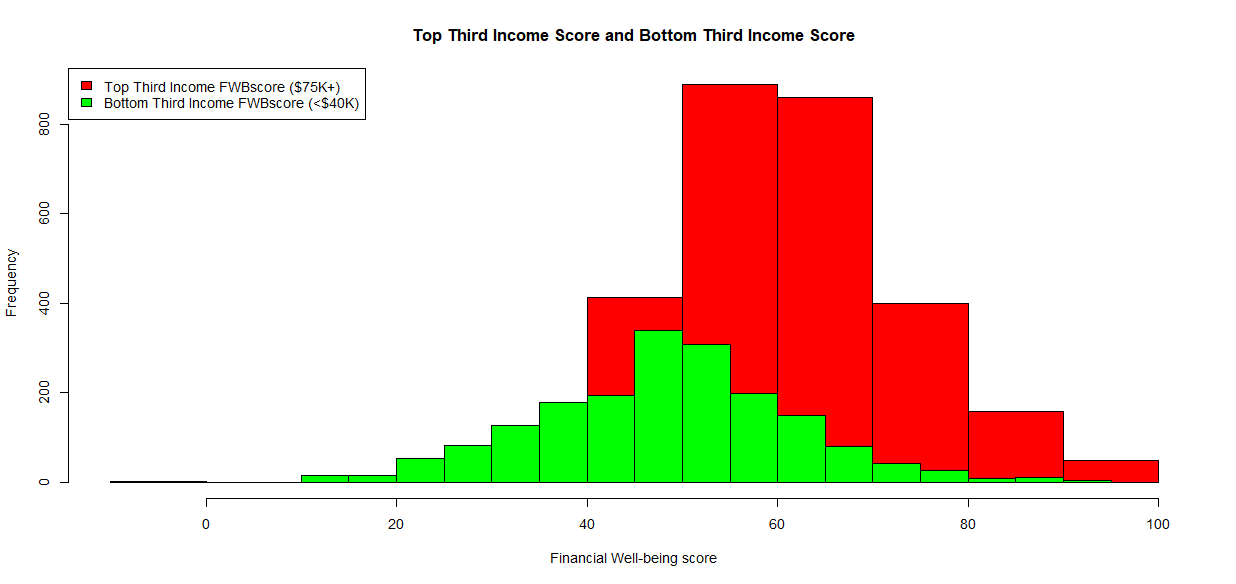 Top Third Income Score and Bottom Third Income Score
Top Third Income FWBscore ($75K+)
Bottom Third Income FWBscore (<$40K)
Frequency
800
600
400
200
0
0 20 40 60 80 100
Financial Well-being score